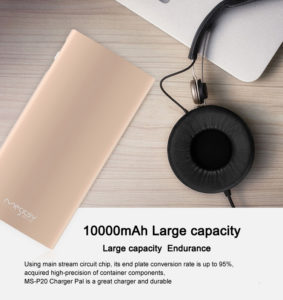 10000mAh Large capacity
Large capacity Endurance
Using main stream circuit chip, its end plate conversion rate is up to 95%,
acquired high-precision of container components.
MS-P20 Charger Pal is a great charger and durable